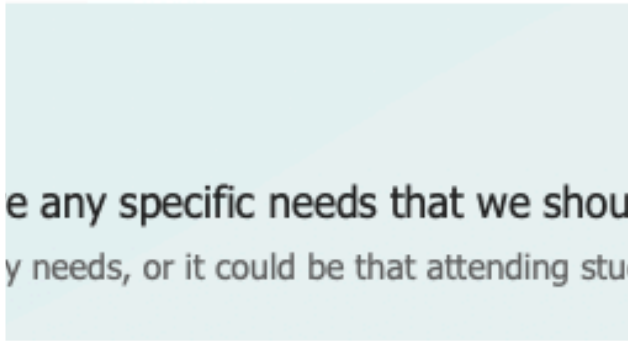 e any specific needs that we shou
y needs, or it could be that attending stu